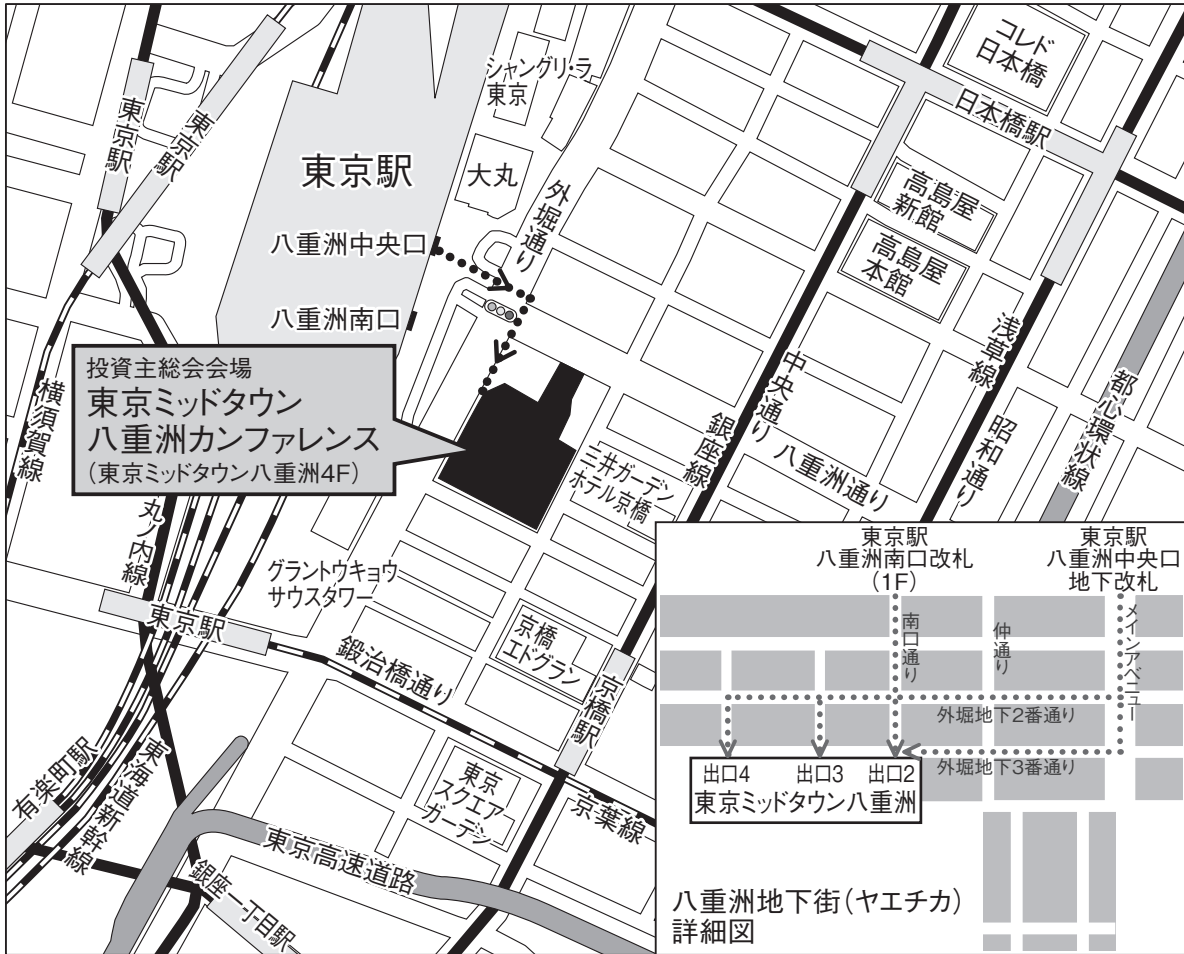 コレド
日本橋
シャングリ・ラ
東京
日本橋駅
東京駅
東京駅
東京駅
大丸
外堀通り
高島屋
新館
高島屋
本館
八重洲中央口
八重洲南口
投資主総会会場
東京ミッドタウン
八重洲カンファレンス
(東京ミッドタウン八重洲4F)
横須賀線
丸ノ内線
中央通り
銀座線
八重洲通り
浅草線
昭和通り
都心環状線
三井ガーデン
ホテル京橋
グラントウキョウ
サウスタワー
東京駅
鍛冶橋通り
京橋
エドグラン
京橋駅
東京
スクエア
ガーデン
京葉線
有楽町駅
東海道新幹線
東京高速道路
銀座一丁目駅
東京駅
八重洲南口改札
(1F)
東京駅
八重洲中央口
地下改札
南口通り
仲通り
メインアベニュー
外堀地下2番通り
外堀地下3番通り
出口4
出口3
出口2
東京ミッドタウン八重洲
八重洲地下街(ヤエチカ)
詳細図